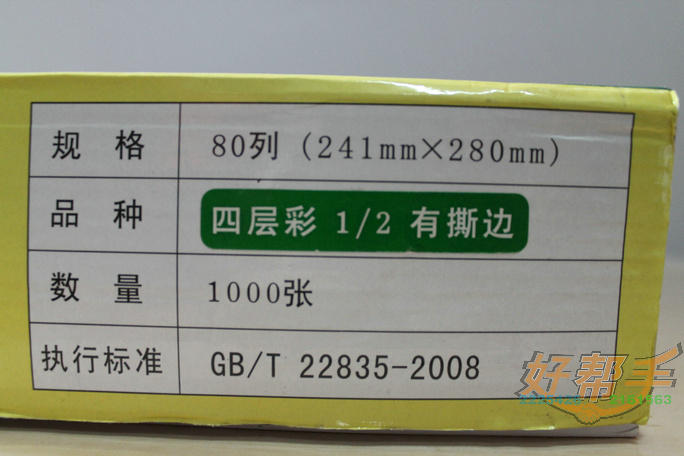 规格 80列（241mm×280mm）
品种 四层彩 1/2 有撕边
数量 1000张
执行标准 GB/T 22835-2008
好帮手